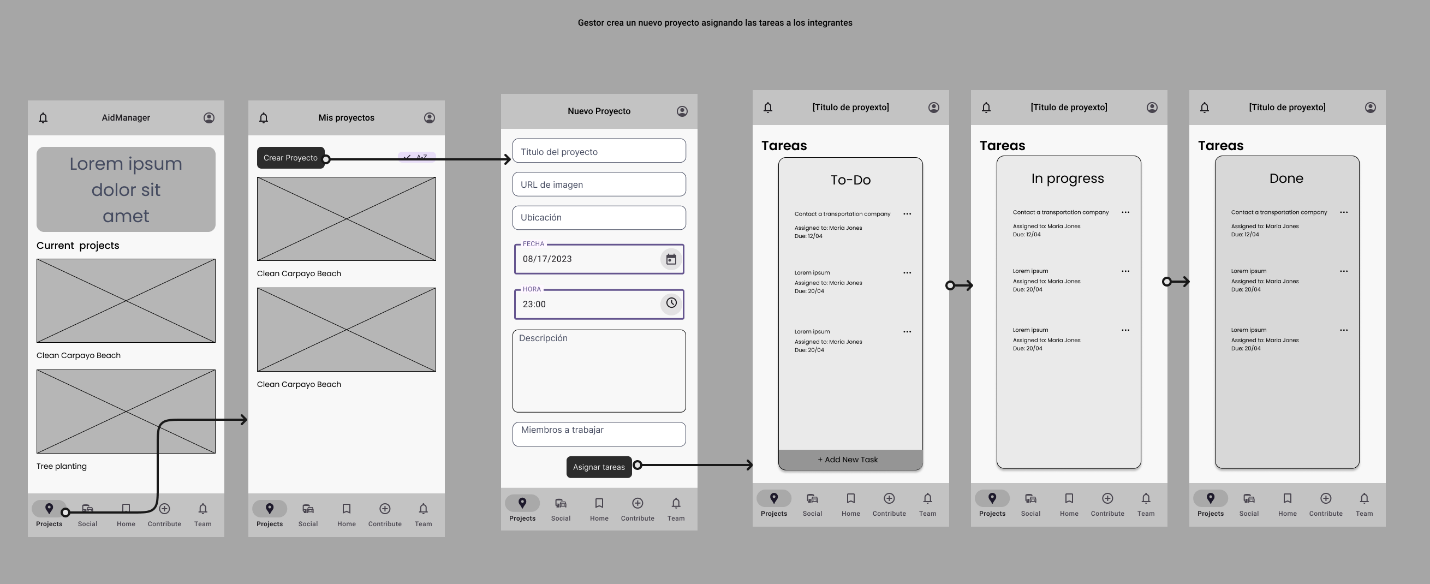 Gestor crea un nuevo proyecto asignando las tareas a los integrantes
AidManager
Lorem ipsum
dolor sit
amet
Current projects
Clean Carpayo Beach
Tree planting
Projects
Social
Home
Contribute
Team
Mis proyectos
Crear Proyecto
A-Z
Clean Carpayo Beach
Clean Carpayo Beach
Projects
Social
Home
Contribute
Team
Nuevo Proyecto
Titulo del proyecto
URL de imagen
Ubicación
FECHA
08/17/2023
HORA
23:00
Descripción
Miembros a trabajar
Asignar tareas
Projects
Social
Home
Contribute
Team
[Titulo de proyexto]
Tareas
To-Do
Contact a transportation company
Assigned to: Maria Jones
Due: 12/04
Lorem ipsum
Assigned to: Maria Jones
Due: 20/04
Lorem ipsum
Assigned to: Maria Jones
Due: 20/04
+ Add New Task
Projects
Social
Home
Contribute
Team
[Titulo de proyexto]
Tareas
In progress
Contact a transportation company
Assigned to: Maria Jones
Due: 12/04
Lorem ipsum
Assigned to: Maria Jones
Due: 20/04
Lorem ipsum
Assigned to: Maria Jones
Due: 20/04
Projects
Social
Home
Contribute
Team
[Titulo de proyexto]
Tareas
Done
Contact a transportation company
Assigned to: Maria Jones
Due: 12/04
Lorem ipsum
Assigned to: Maria Jones
Due: 20/04
Lorem ipsum
Assigned to: Maria Jones
Due: 20/04
Projects
Social
Home
Contribute
Team